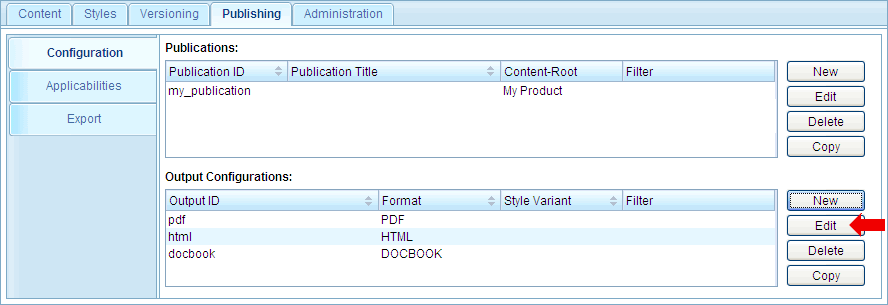 Content Styles Versioning Publishing Administration
Configuration
Applicabilities
Export
Publications:
Publication ID Publication Title Content-Root Filter
my_publication My Product
New
Edit
Delete
Copy
Output Configurations:
Output ID Format Style Variant Filter
pdf PDF
html HTML
docbook DOCBOOK
New
Edit
Delete
Copy